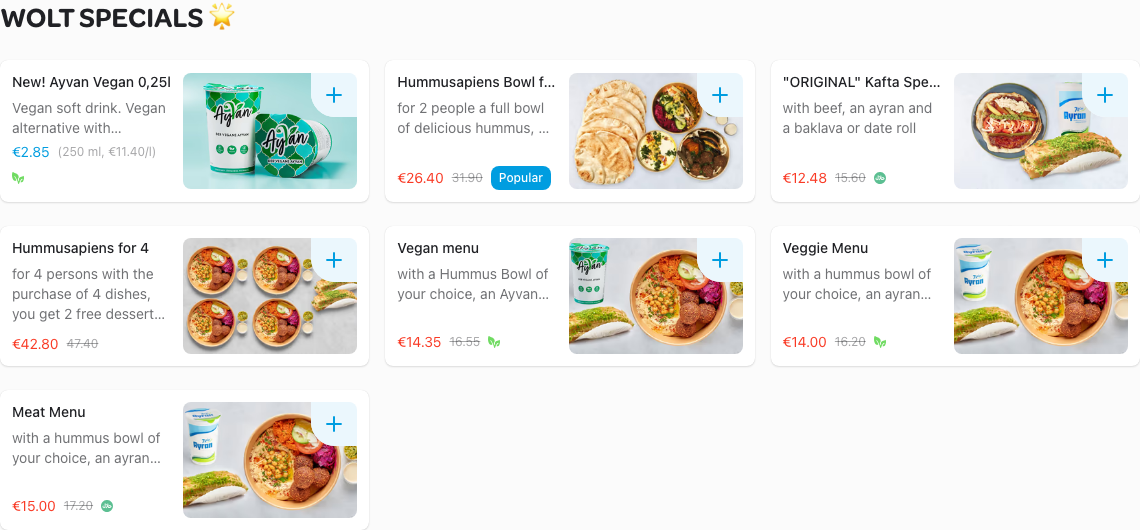 WOLT SPECIALS
New! Ayvan Vegan 0,25l
Vegan soft drink. Vegan
alternative with...
€2.85 (250 ml, €11.40/l)
Ayvan
Ayvan
Hummusapiens Bowl f...
for 2 people a full bowl
of delicious hummus, ...
€26.40 31.90 Popular
"ORIGINAL" Kafta Spe...
with beef, an ayran and
a baklava or date roll
€12.48 15.60
Ayran
Hummusapiens for 4
for 4 persons with the
purchase of 4 dishes,
you get 2 free dessert...
€42.80 47.40
Vegan menu
with a Hummus Bowl of
your choice, an Ayvan...
€14.35 16.55
Ayvan
Veggie Menu
with a hummus bowl of
your choice, an ayran...
€14.00 16.20
Ayran
Meat Menu
with a hummus bowl of
your choice, an ayran...
€15.00 17.20
Ayran